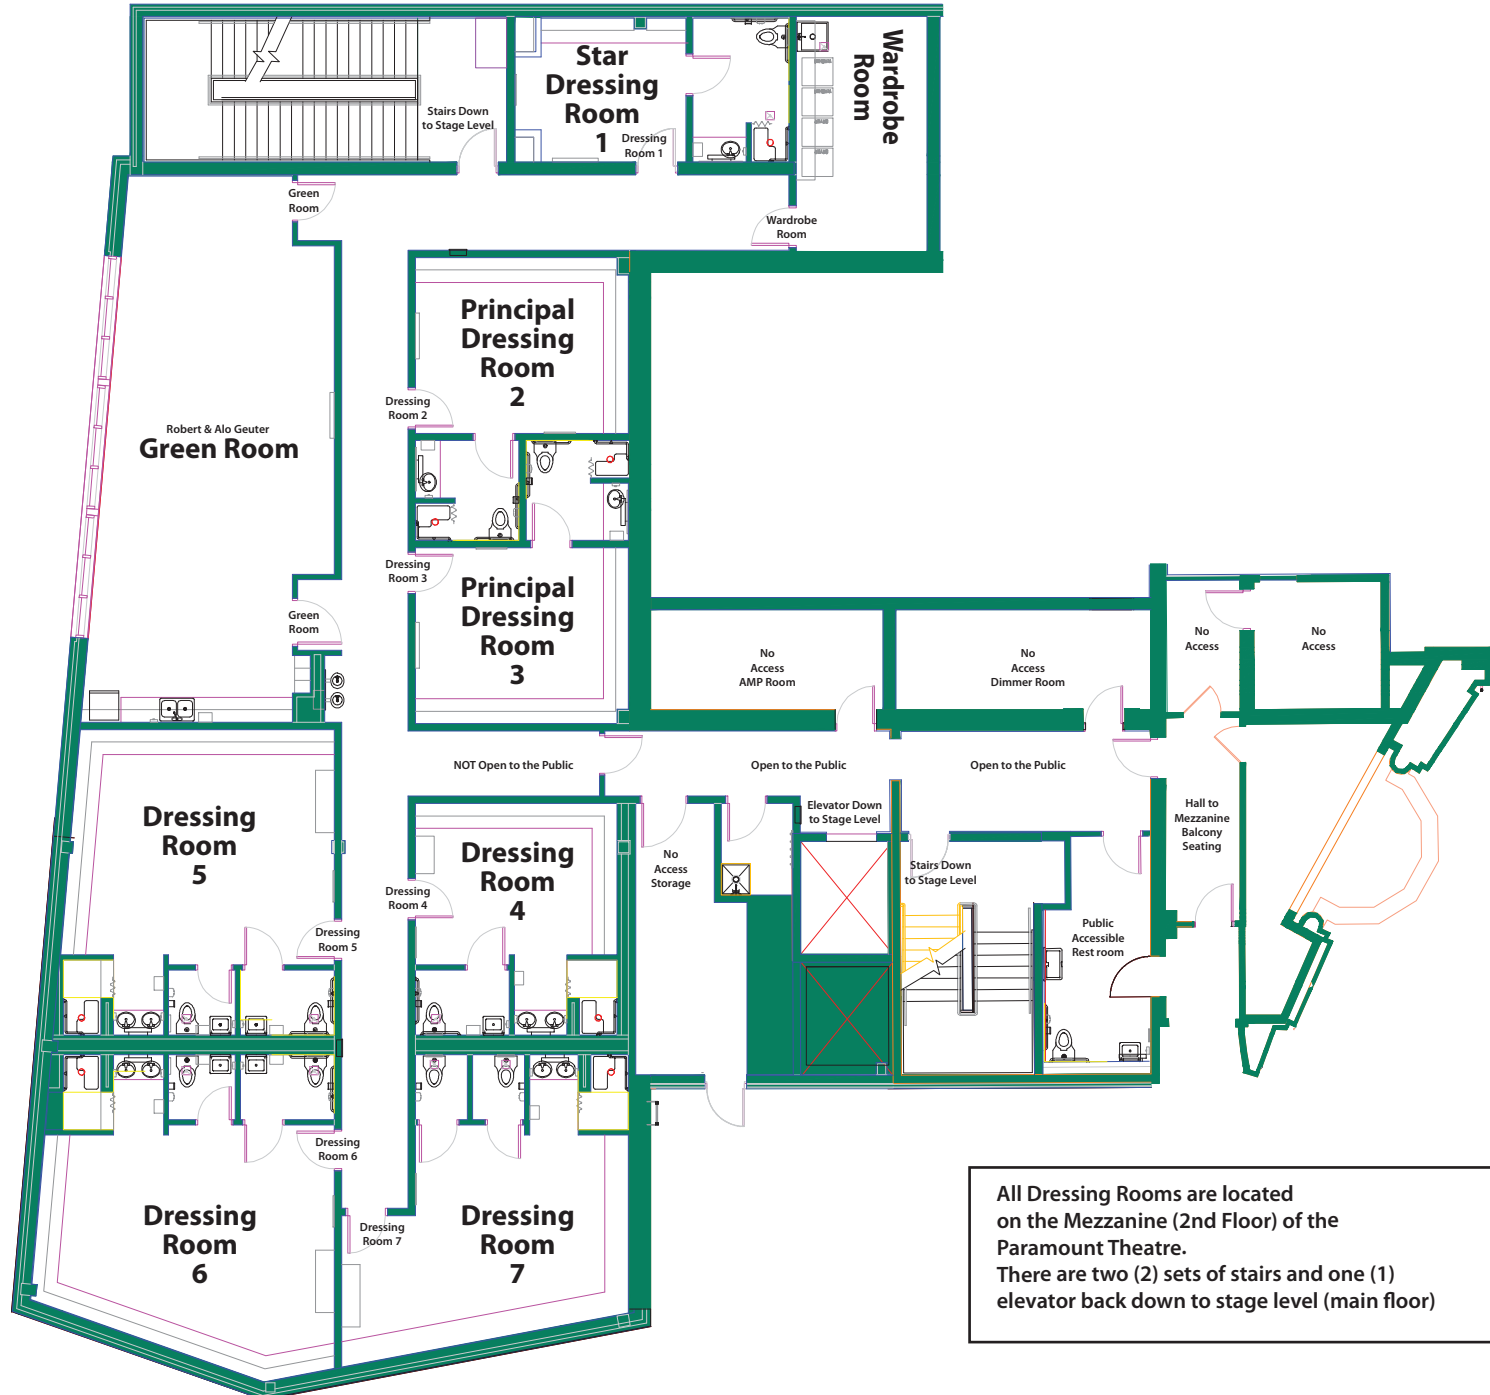 Star
Dressing
Room
1
Dressing
Room 1
Wardrobe
Room
Stairs Down
to Stage Level
Green
Room
Wardrobe
Room
Principal
Dressing
Room
2
Dressing
Room 2
Robert & Alo Geuter
Green Room
Dressing
Room 3
Principal
Dressing
Room
3
Green
Room
No
Access
AMP Room
No
Access
Dimmer Room
No
Access
No
Access
NOT Open to the Public
Open to the Public
Open to the Public
Elevator Down
to Stage Level
Hall to
Mezzanine
Balcony
Seating
Dressing
Room
5
Dressing
Room
4
Dressing
Room 4
No
Access
Storage
Stairs Down
to Stage Level
Dressing
Room 5
Public
Accessible
Rest room
Dressing
Room 6
Dressing
Room
6
Dressing
Room 7
Dressing
Room
7
All Dressing Rooms are located
on the Mezzanine (2nd Floor) of the
Paramount Theatre.
There are two (2) sets of stairs and one (1)
elevator back down to stage level (main floor)